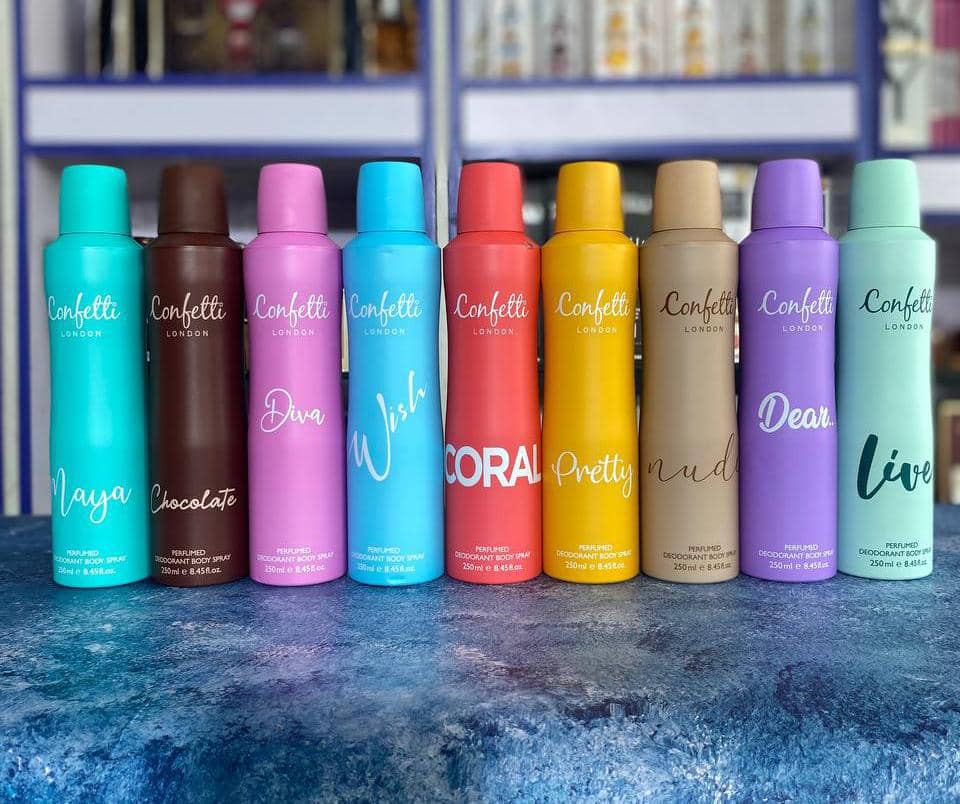 Confetti
LONDON
Maya
PERFUMED
DEODORANT BODY SPRAY
250ml e 8.45fl.oz.
Confetti
LONDON
Chocolate
PERFUMED
DEODORANT BODY SPRAY
250ml e 8.45fl.oz.
Confetti
LONDON
Diva
PERFUMED
DEODORANT BODY SPRAY
250ml e 8.45fl.oz.
Confetti
LONDON
Wish
PERFUMED
DEODORANT BODY SPRAY
250ml e 8.45fl.oz.
Confetti
LONDON
CORAL
PERFUMED
DEODORANT BODY SPRAY
250ml e 8.45fl.oz.
Confetti
LONDON
Pretty
PERFUMED
DEODORANT BODY SPRAY
250ml e 8.45fl.oz.
Confetti
LONDON
nude
PERFUMED
DEODORANT BODY SPRAY
250ml e 8.45fl.oz.
Confetti
LONDON
Dear..
PERFUMED
DEODORANT BODY SPRAY
250ml e 8.45fl.oz.
Confetti
LONDON
Live
PERFUMED
DEODORANT BODY SPRAY
250ml e 8.45fl.oz.